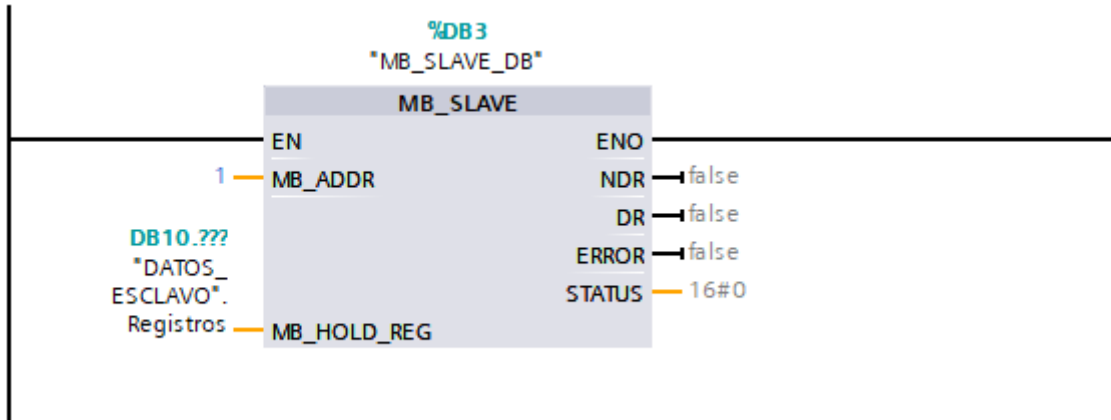 %DB3
"MB_SLAVE_DB"
MB_SLAVE
EN
ENO
1
MB_ADDR
NDR
false
DR
false
DB10.???
"DATOS_
ESCLAVO".
Registros
ERROR
false
STATUS
16#0
MB_HOLD_REG